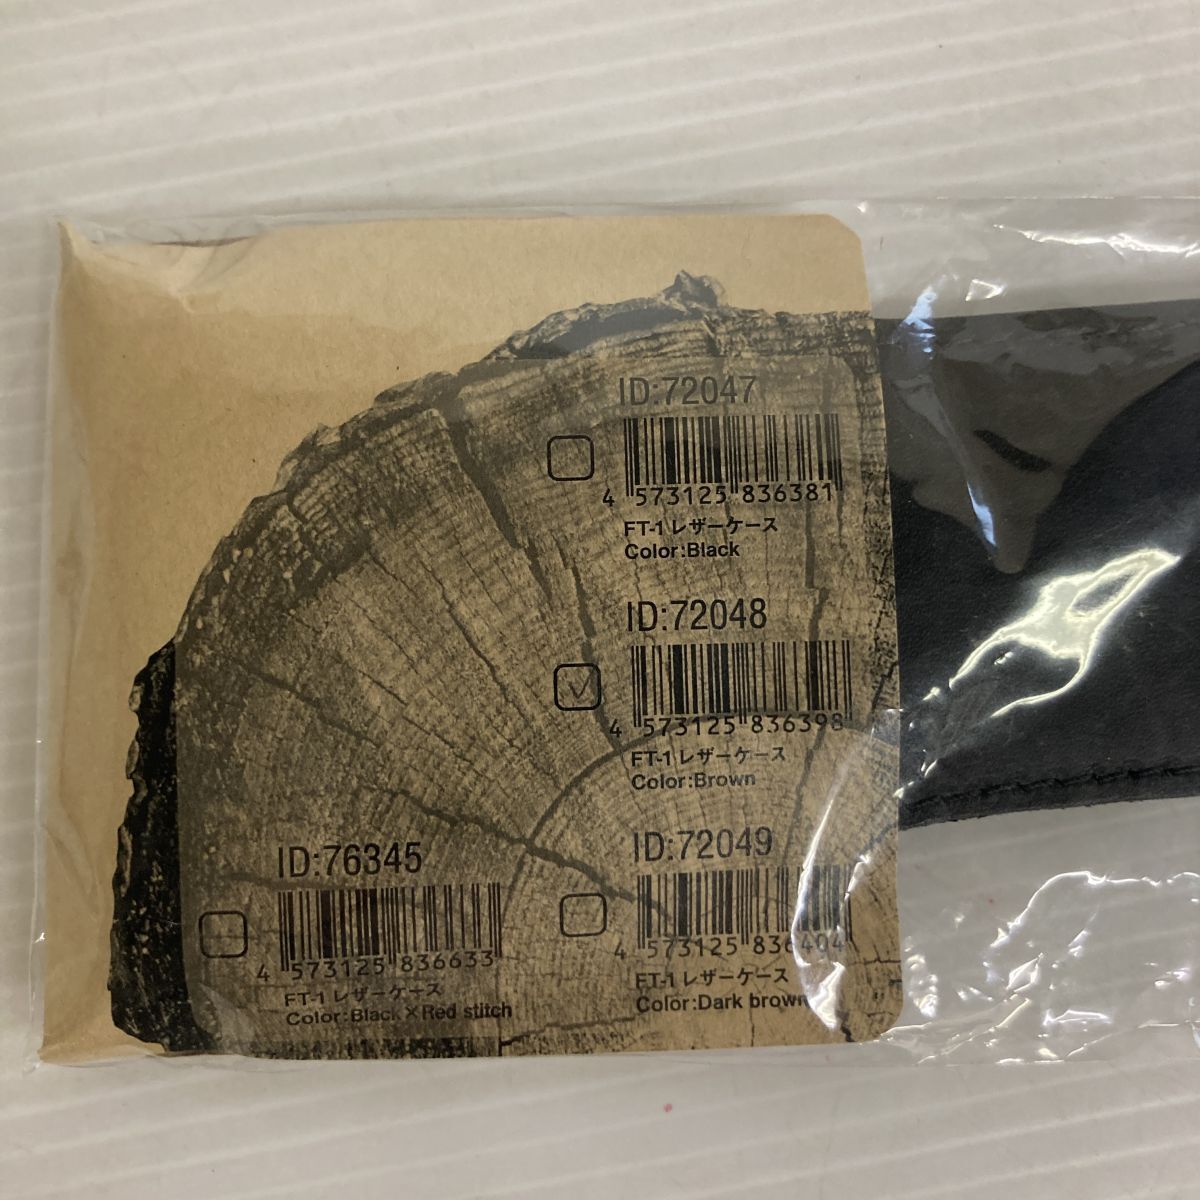 ID:72047
4 573125 836381
FT-1 レザーケース
Color:Black
ID:72048
4 573125 836398
FT-1 レザーケース
Color:Brown
ID:72049
4 573125 836404
FT-1 レザーケース
Color:Dark brown
ID:76345
4 573125 836633
FT-1 レザーケース
Color:Black×Red stitch